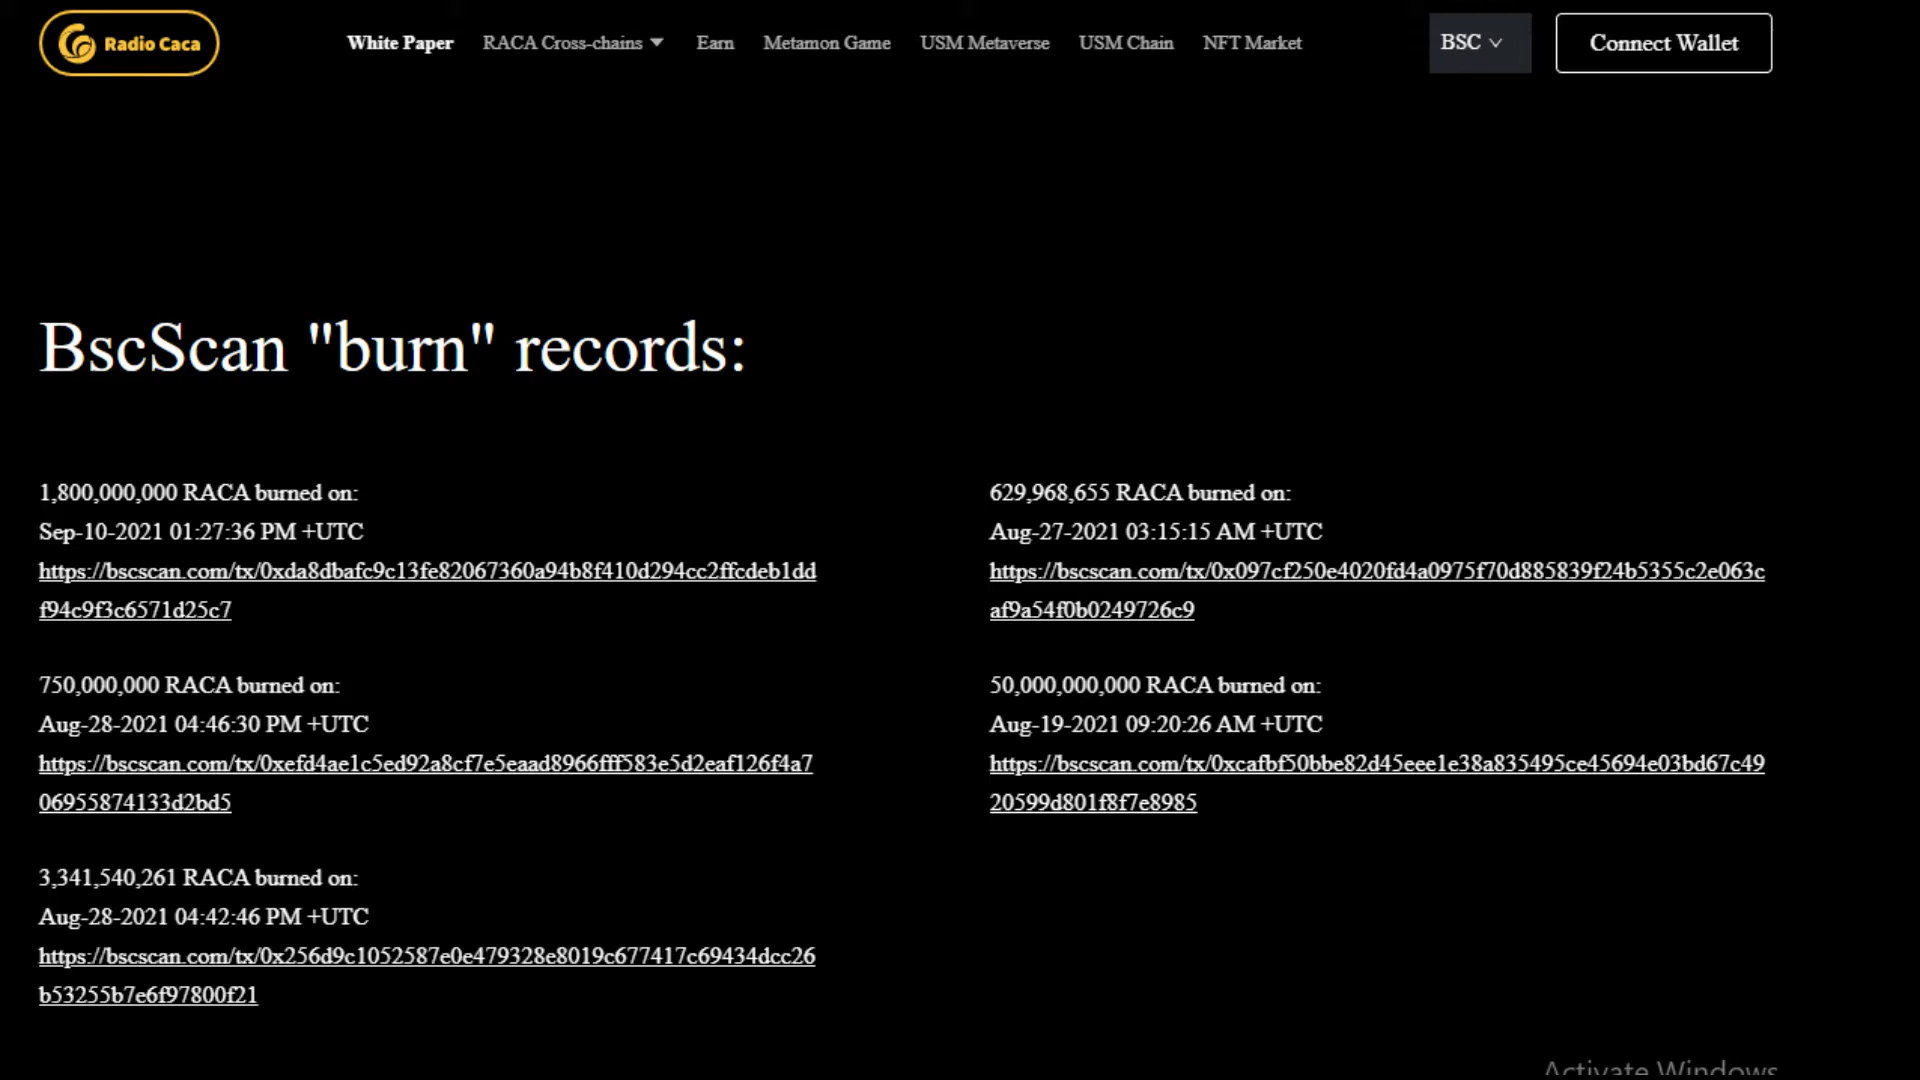 Radio Caca
White Paper RACA Cross-chains Earn Metamon Game USM Metaverse USM Chain NFT Market BSC Connect Wallet
BscScan "burn" records:
1,800,000,000 RACA burned on:
Sep-10-2021 01:27:36 PM +UTC
https://bscscan.com/tx/0xda8dbafc9c13fe82067360a94b8f410d294cc2ffcdeb1dd
f94c9f3c6571d25c7
750,000,000 RACA burned on:
Aug-28-2021 04:46:30 PM +UTC
https://bscscan.com/tx/0xefd4ae1c5ed92a8cf7e5eaad8966fff583e5d2eaf126f4a7
06955874133d2bd5
3,341,540,261 RACA burned on:
Aug-28-2021 04:42:46 PM +UTC
https://bscscan.com/tx/0x256d9c1052587e0e479328e8019c677417c69434dcc26
b53255b7e6f97800f21
629,968,655 RACA burned on:
Aug-27-2021 03:15:15 AM +UTC
https://bscscan.com/tx/0x097cf250e4020fd4a0975f70d885839f24b5355c2e063c
af9a54f0b0249726c9
50,000,000,000 RACA burned on:
Aug-19-2021 09:20:26 AM +UTC
https://bscscan.com/tx/0xcafbf50bbe82d45eee1e38a835495ce45694e03bd67c49
20599d801f8f7e8985
Activate Windows